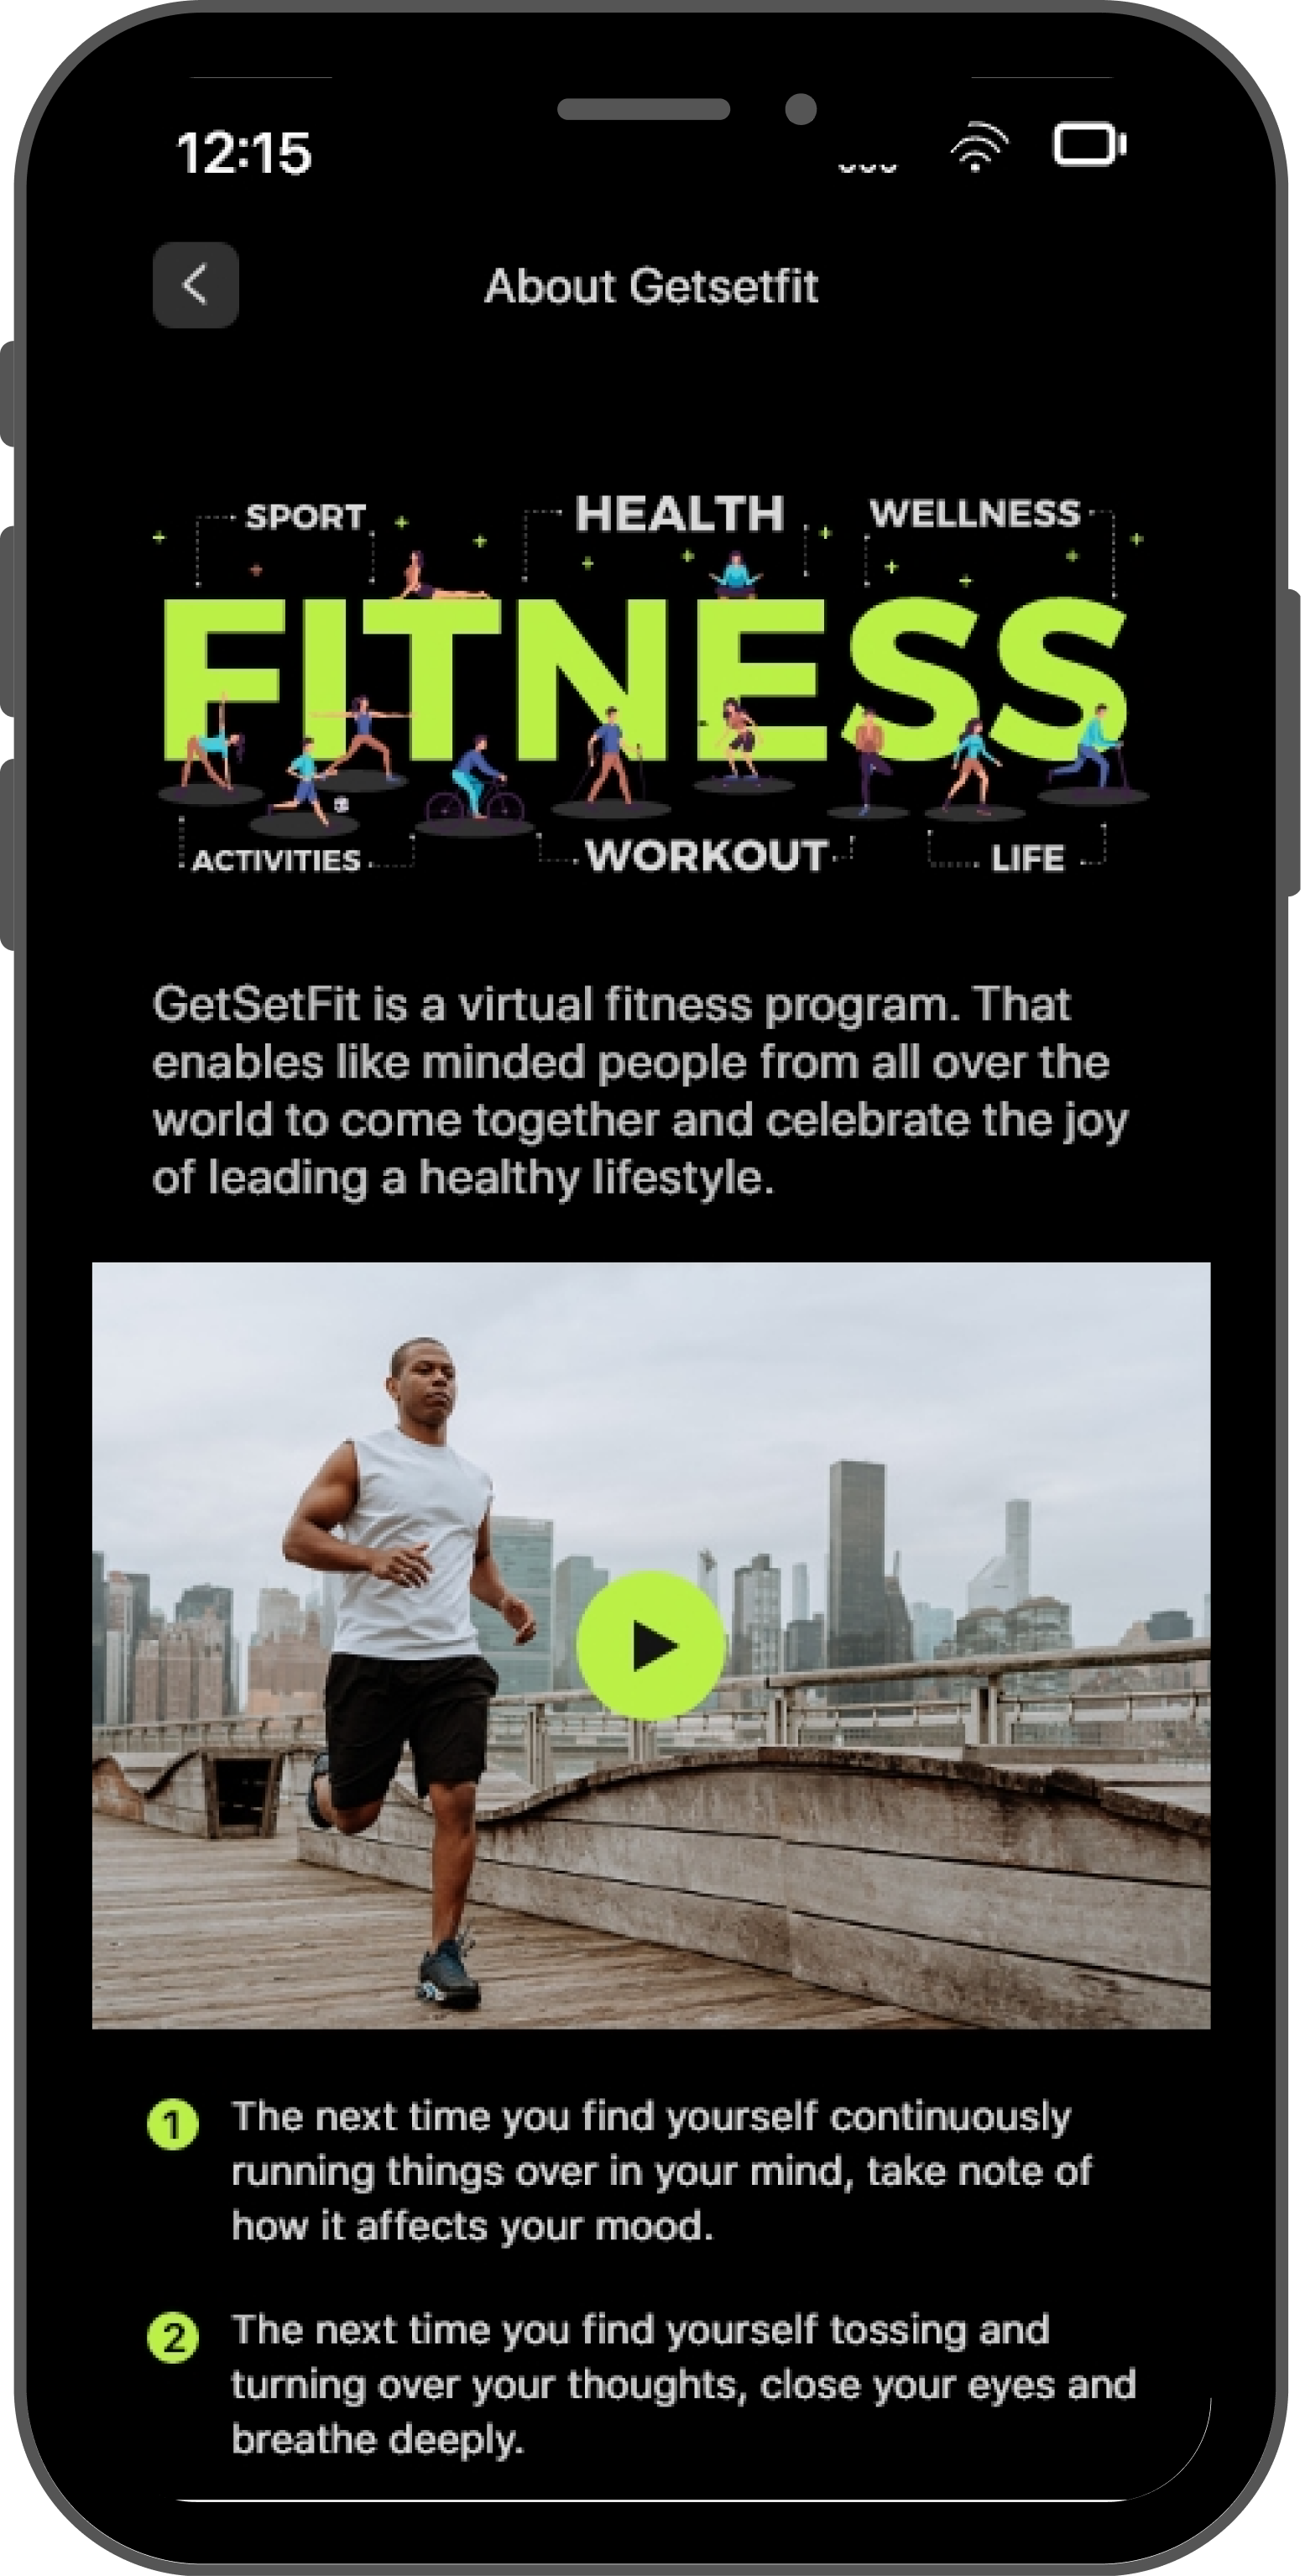 12:15
About Getsetfit
SPORT HEALTH WELLNESS
FITNESS
ACTIVITIES WORKOUT LIFE
GetSetFit is a virtual fitness program. That
enables like minded people from all over the
world to come together and celebrate the joy
of leading a healthy lifestyle.
1 The next time you find yourself continuously
running things over in your mind, take note of
how it affects your mood.
2 The next time you find yourself tossing and
turning over your thoughts, close your eyes and
breathe deeply.